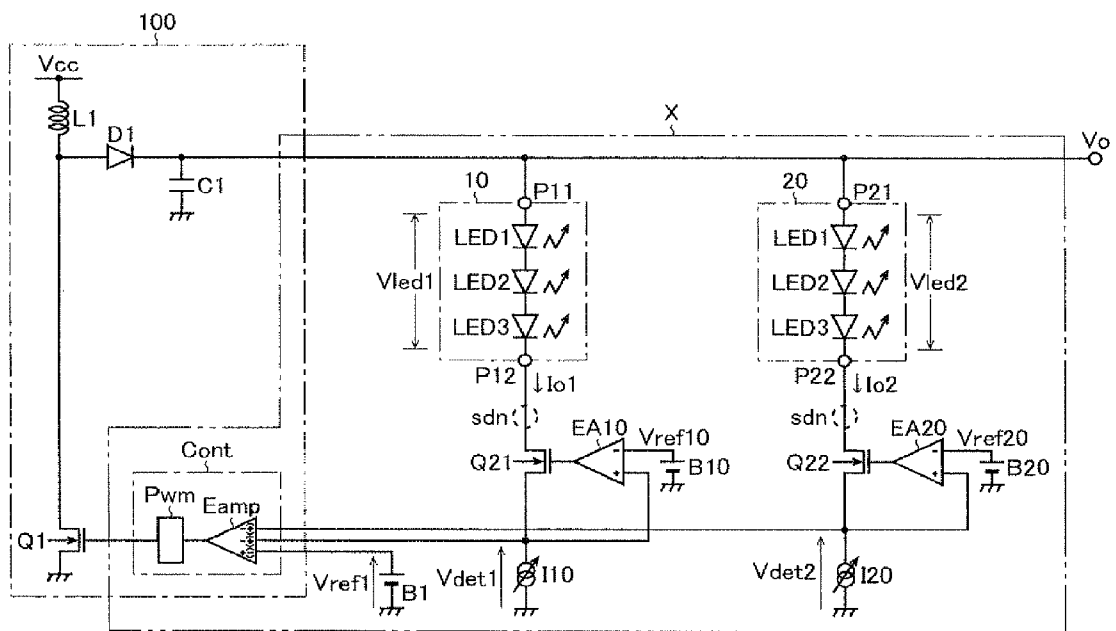 100
Vcc
L1
D1
C1
X
Vo
10
P11
LED1
LED2
LED3
Vled1
P12
↓Io1
sdn
EA10
Vref10
B10
Q21
20
P21
LED1
LED2
LED3
Vled2
P22
↓Io2
sdn
EA20
Vref20
B20
Q22
Cont
Pwm
Eamp
Q1
Vref1
B1
Vdet1
I10
Vdet2
I20